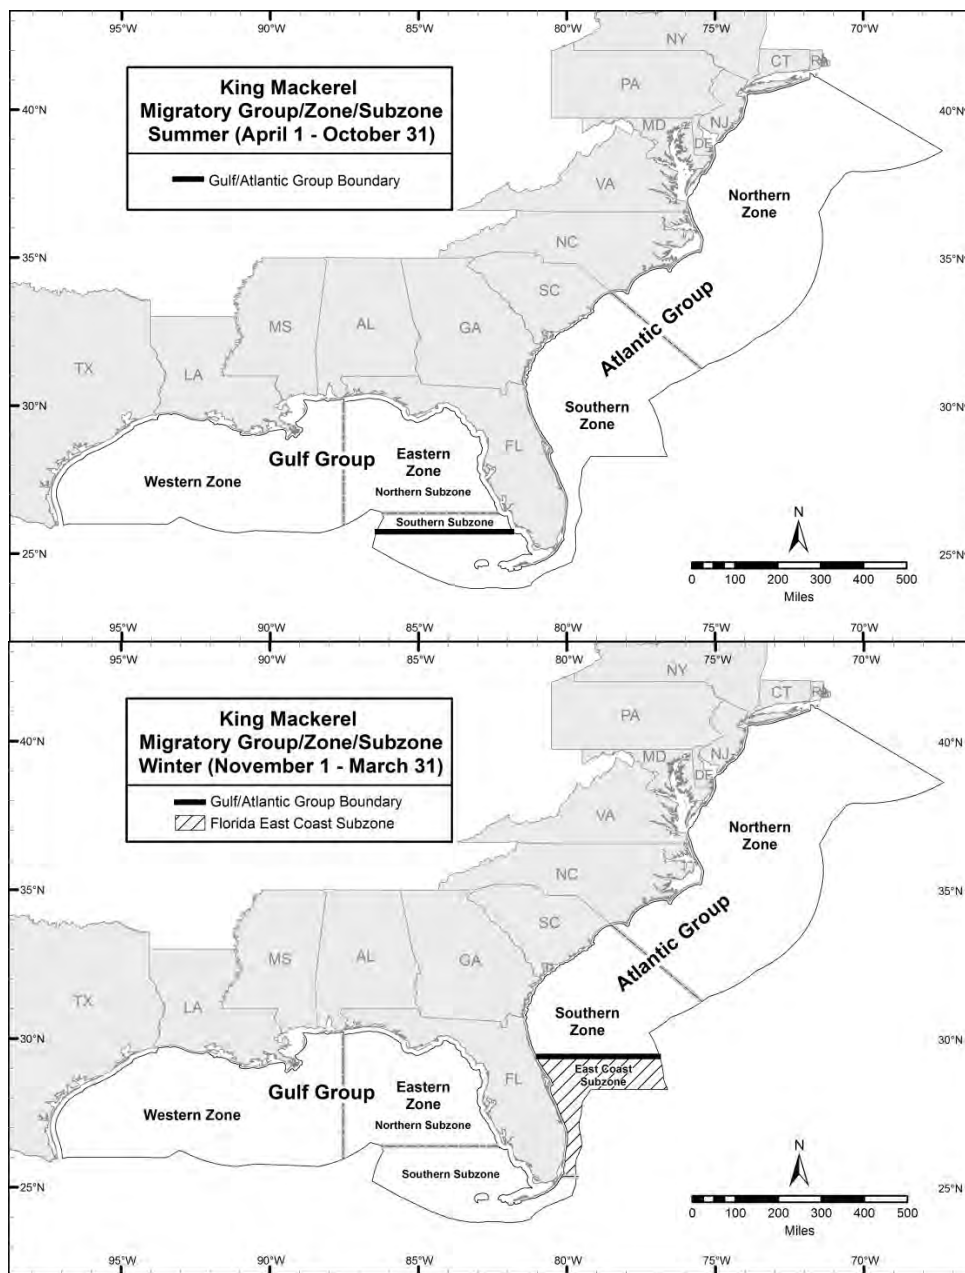 95°W 90°W 85°W 80°W 75°W 70°W
King Mackerel
Migratory Group/Zone/Subzone
Summer (April 1 - October 31)
Gulf/Atlantic Group Boundary
NY
CT
RI
PA
40°N
40°N
NJ
MD
DE
VA
Northern
Zone
NC
35°N
35°N
SC
Atlantic Group
MS
AL
GA
TX
LA
30°N
30°N
Southern
Zone
FL
Gulf Group
Eastern
Zone
Western Zone
Northern Subzone
Southern Subzone
25°N
25°N
N
0 50 100 200 300 400 500
Miles
95°W 90°W 85°W 80°W 75°W 70°W
95°W 90°W 85°W 80°W 75°W 70°W
King Mackerel
Migratory Group/Zone/Subzone
Winter (November 1 - March 31)
Gulf/Atlantic Group Boundary
Florida East Coast Subzone
NY
CT
RI
PA
40°N
40°N
NJ
MD
DE
VA
Northern
Zone
NC
35°N
35°N
SC
Atlantic Group
MS
AL
GA
TX
LA
Southern
Zone
30°N
30°N
East Coast
Subzone
FL
Gulf Group
Eastern
Zone
Western Zone
Northern Subzone
Southern Subzone
25°N
25°N
N
0 50 100 200 300 400 500
Miles
95°W 90°W 85°W 80°W 75°W 70°W